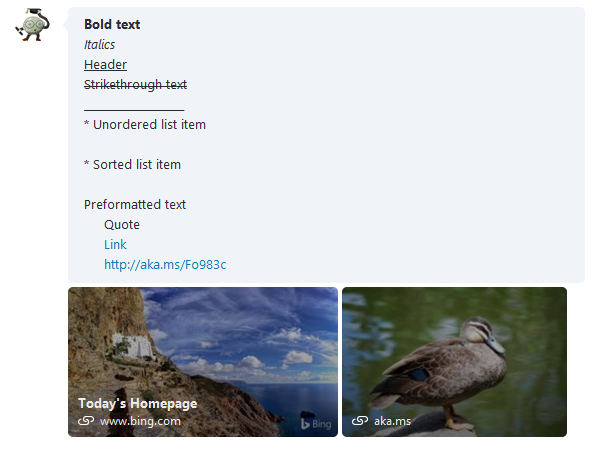 Bold text
Italics
Header
Strikethrough text
________________
* Unordered list item
* Sorted list item
Preformatted text
Quote
Link
http://aka.ms/Fo983c
Today's Homepage
www.bing.com
Bing
aka.ms